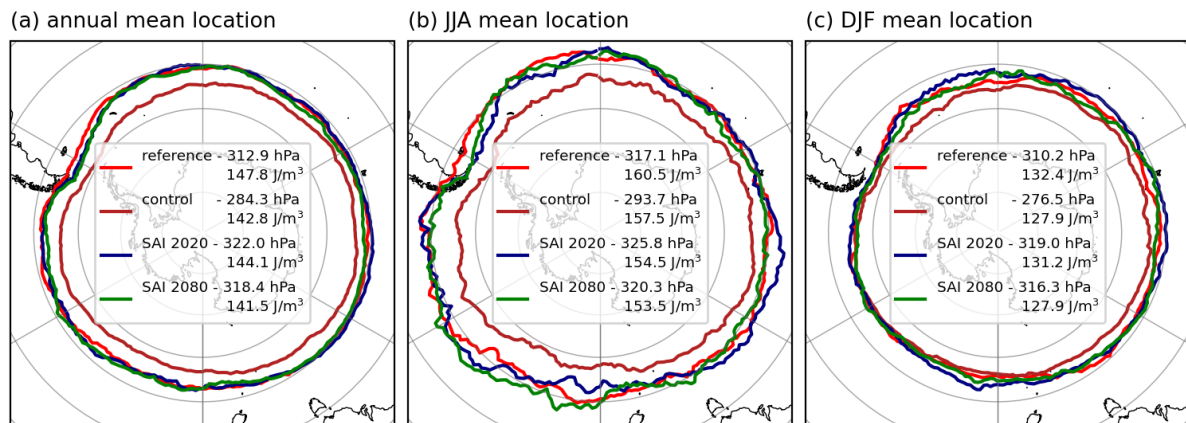 (a) annual mean location
reference - 312.9 hPa
147.8 J/m³
control - 284.3 hPa
142.8 J/m³
SAI 2020 - 322.0 hPa
144.1 J/m³
SAI 2080 - 318.4 hPa
141.5 J/m³
(b) JJA mean location
reference - 317.1 hPa
160.5 J/m³
control - 293.7 hPa
157.5 J/m³
SAI 2020 - 325.8 hPa
154.5 J/m³
SAI 2080 - 320.3 hPa
153.5 J/m³
(c) DJF mean location
reference - 310.2 hPa
132.4 J/m³
control - 276.5 hPa
127.9 J/m³
SAI 2020 - 319.0 hPa
131.2 J/m³
SAI 2080 - 316.3 hPa
127.9 J/m³